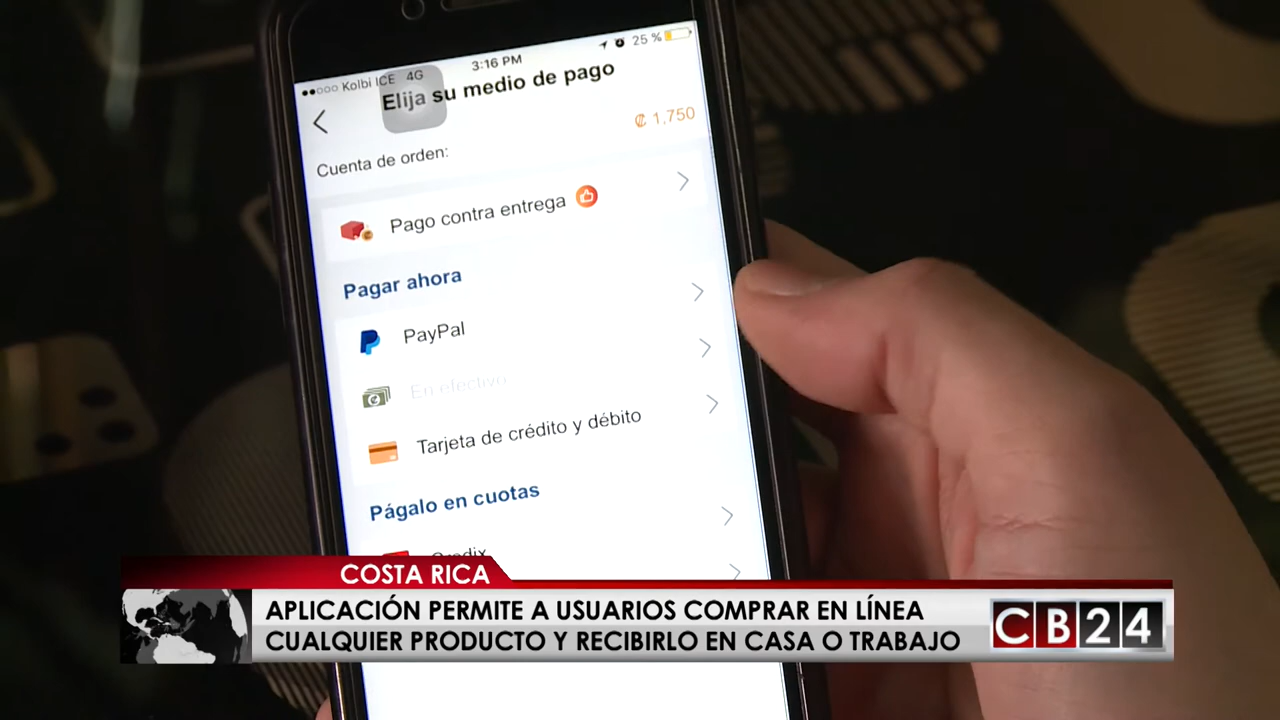 Kolbi ICE 4G 3:16 PM 25 %
Elija su medio de pago
Cuenta de orden: ₡ 1,750
Pago contra entrega
Pagar ahora
PayPal
En efectivo
Tarjeta de crédito y débito
Págalo en cuotas
COSTA RICA
APLICACIÓN PERMITE A USUARIOS COMPRAR EN LÍNEA
CUALQUIER PRODUCTO Y RECIBIRLO EN CASA O TRABAJO
CB24